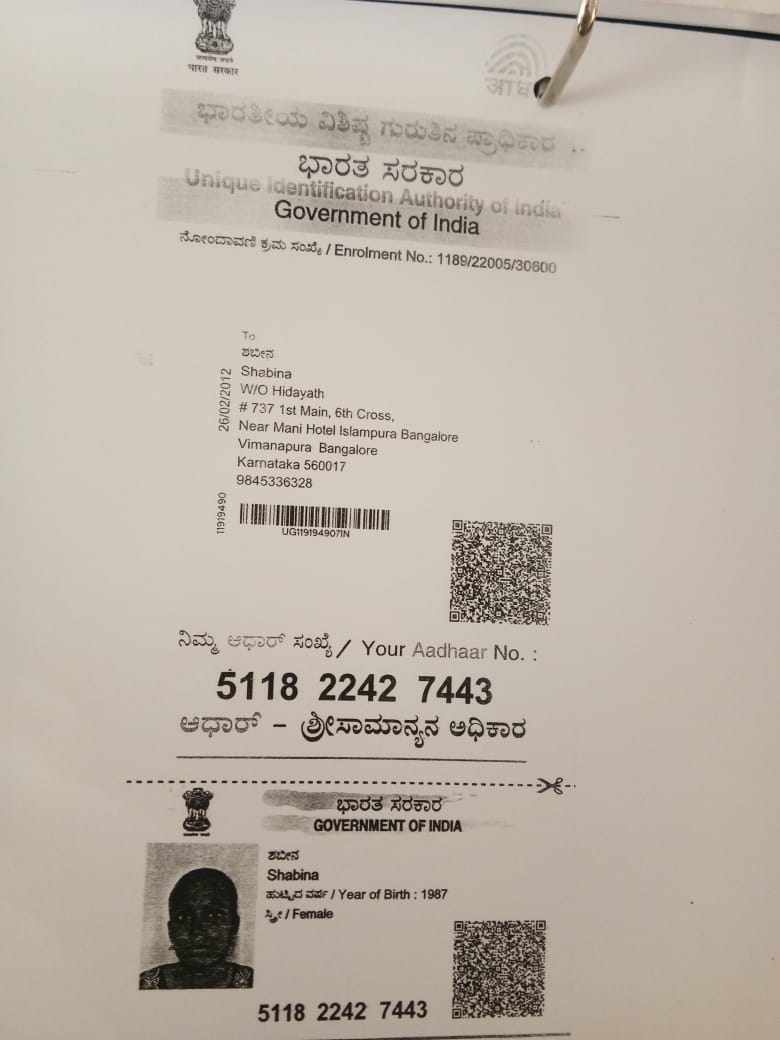 सत्यमेव जयते
भारत सरकार
ಭಾರತೀಯ ವಿಶಿಷ್ಟ ಗುರುತಿನ ಪ್ರಾಧಿಕಾರ
ಭಾರತ ಸರಕಾರ
Unique Identification Authority of India
Government of India
ನೋಂದಾವಣಿ ಕ್ರಮ ಸಂಖ್ಯೆ / Enrolment No.: 1189/22005/30600
To
ಶಬೀನ
Shabina
W/O Hidayath
# 737 1st Main, 6th Cross,
Near Mani Hotel Islampura Bangalore
Vimanapura Bangalore
Karnataka 560017
9845336328
26/02/2012
11919490
UG119194907IN
ನಿಮ್ಮ ಆಧಾರ್ ಸಂಖ್ಯೆ / Your Aadhaar No. :
5118 2242 7443
ಆಧಾರ್ – ಶ್ರೀಸಾಮಾನ್ಯನ ಅಧಿಕಾರ
ಭಾರತ ಸರಕಾರ
GOVERNMENT OF INDIA
ಶಬೀನ
Shabina
ಹುಟ್ಟಿದ ವರ್ಷ / Year of Birth : 1987
ಸ್ತ್ರೀ / Female
5118 2242 7443